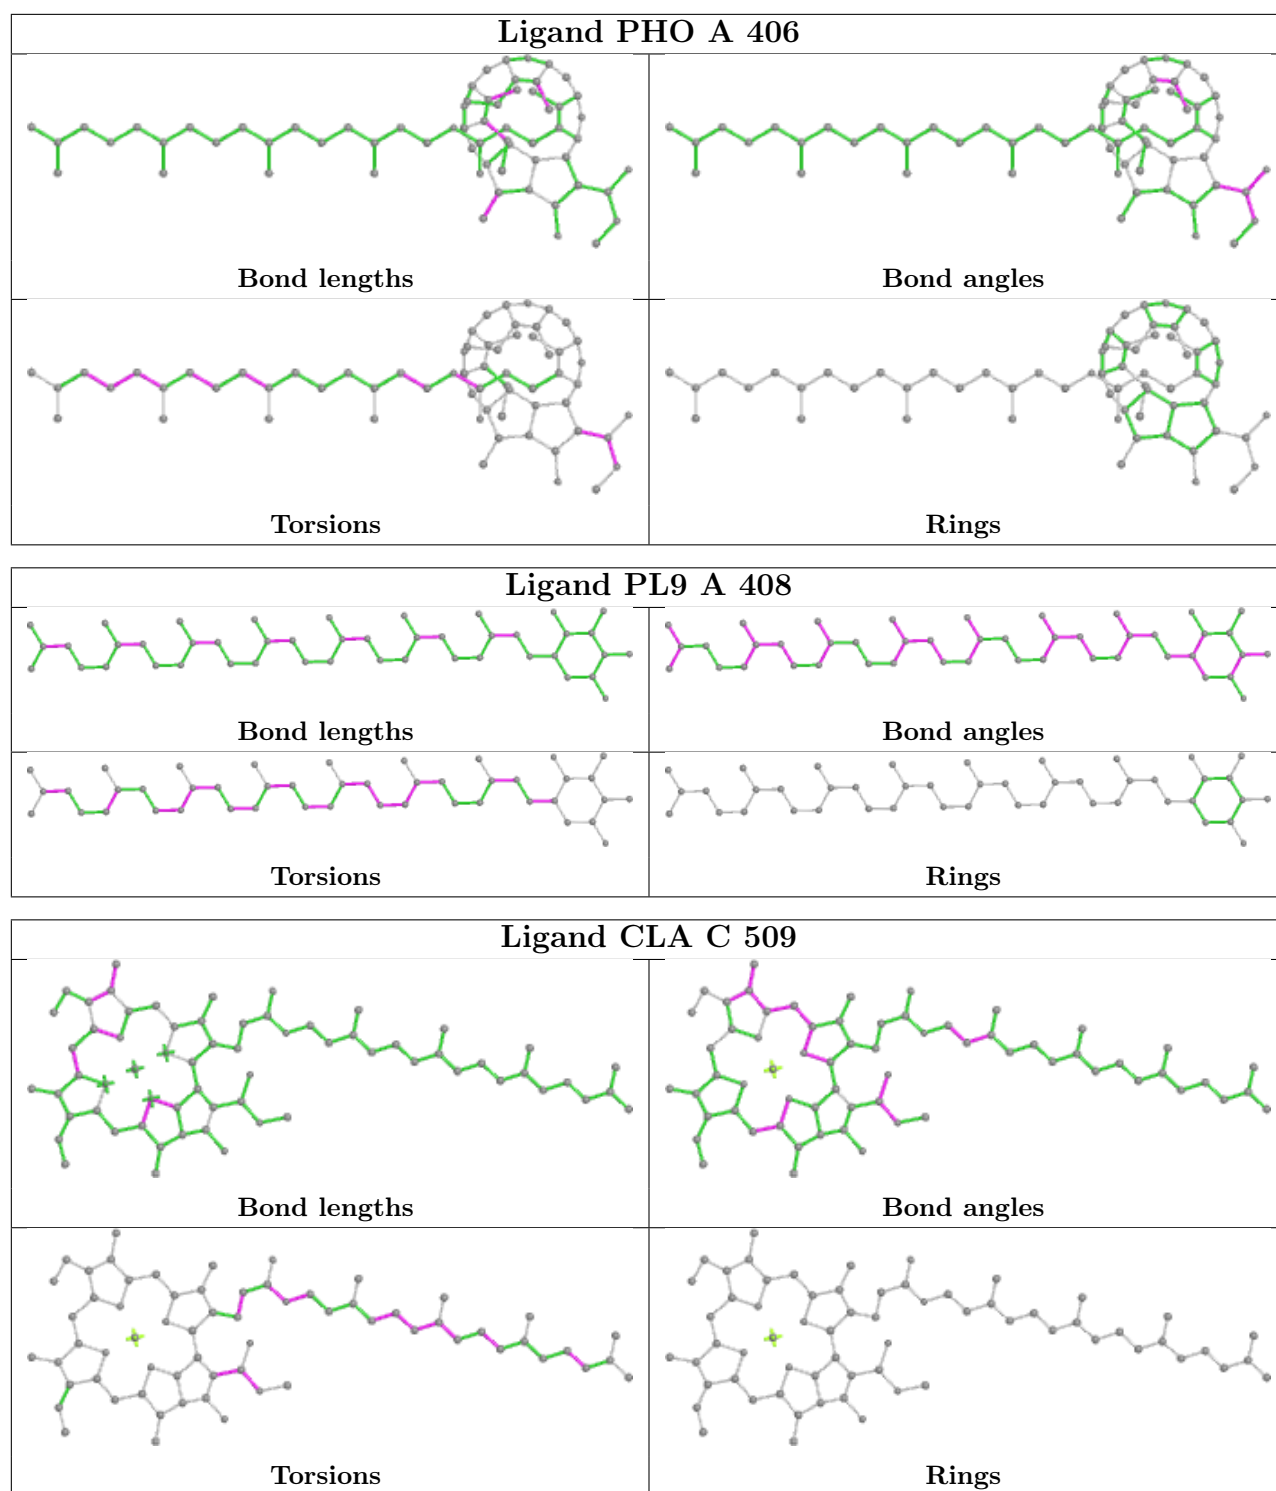 Ligand PHO A 406
Bond lengths
Bond angles
Torsions
Rings
Ligand PL9 A 408
Bond lengths
Bond angles
Torsions
Rings
Ligand CLA C 509
Bond lengths
Bond angles
Torsions
Rings